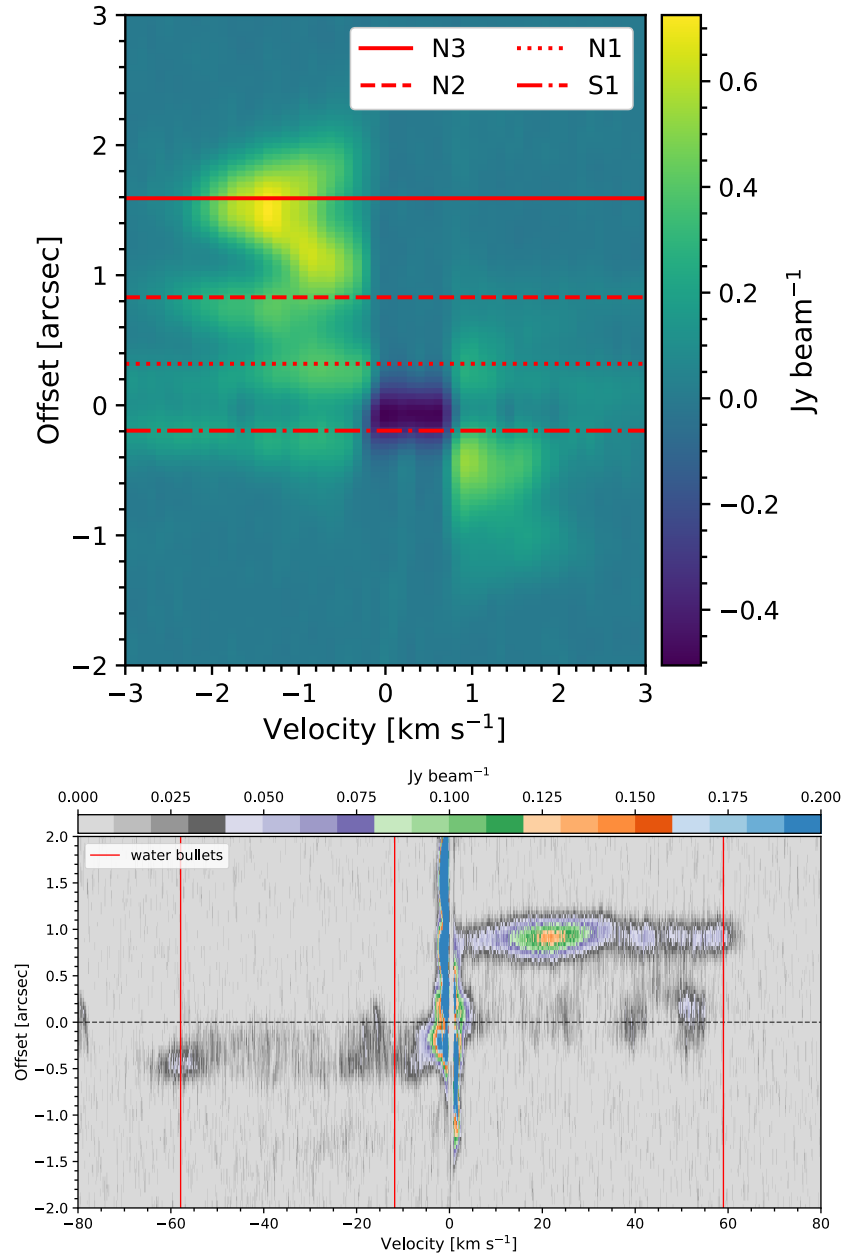 N3 N1
N2 S1
3
2
1
0
−1
−2
Offset [arcsec]
−3 −2 −1 0 1 2 3
Velocity [km s−1]
0.6
0.4
0.2
0.0
−0.2
−0.4
Jy beam−1
Jy beam−1
0.000 0.025 0.050 0.075 0.100 0.125 0.150 0.175 0.200
water bullets
2.0
1.5
1.0
0.5
0.0
−0.5
−1.0
−1.5
−2.0
Offset [arcsec]
−80 −60 −40 −20 0 20 40 60 80
Velocity [km s−1]